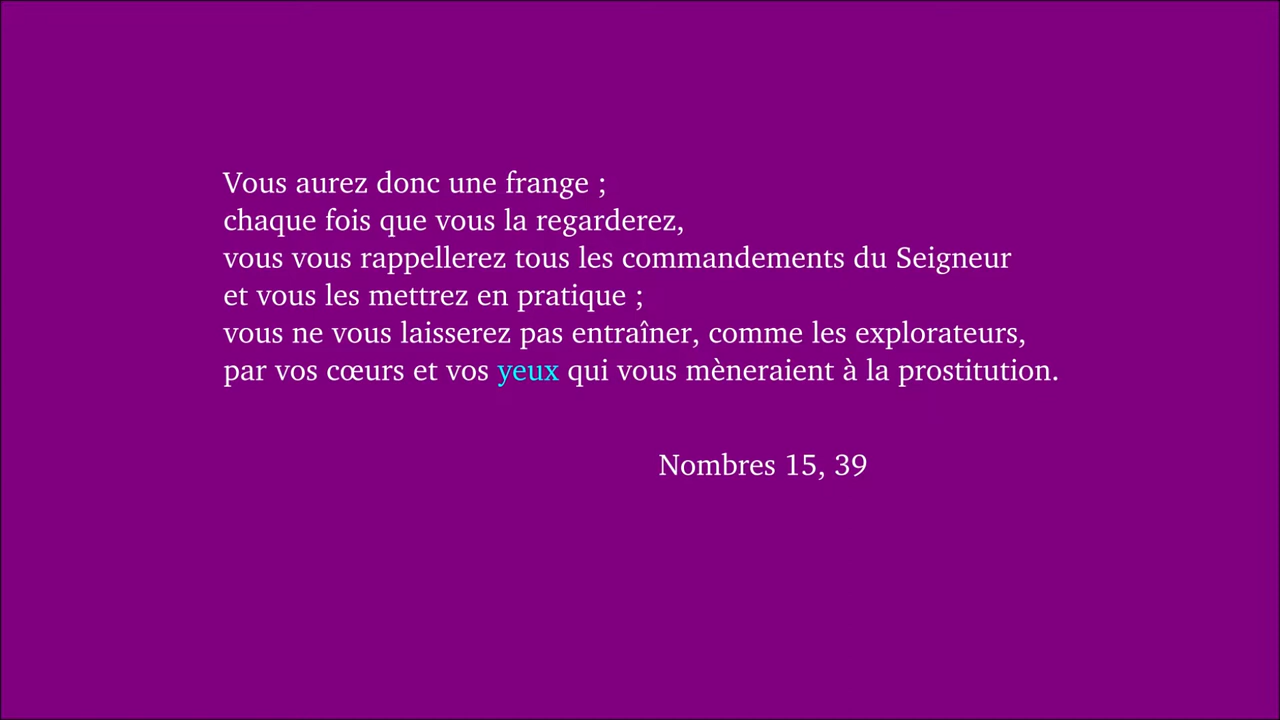 Vous aurez donc une frange ;
chaque fois que vous la regarderez,
vous vous rappellerez tous les commandements du Seigneur
et vous les mettrez en pratique ;
vous ne vous laisserez pas entraîner, comme les explorateurs,
par vos cœurs et vos yeux qui vous mèneraient à la prostitution.
Nombres 15, 39